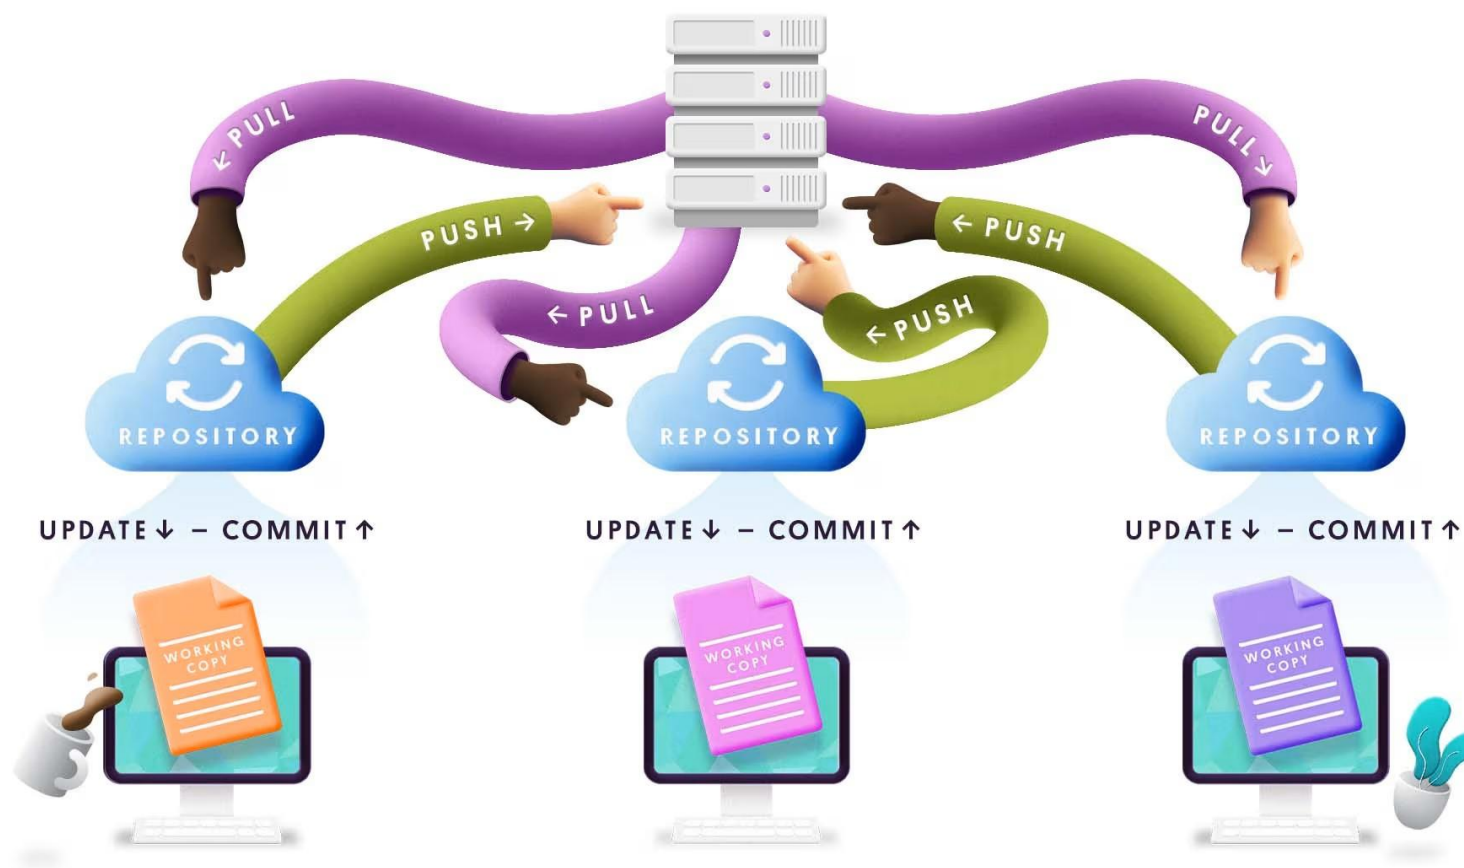 ← PULL
PULL →
PUSH →
← PUSH
← PULL
← PUSH
REPOSITORY
REPOSITORY
REPOSITORY
UPDATE ↓ – COMMIT ↑
UPDATE ↓ – COMMIT ↑
UPDATE ↓ – COMMIT ↑
WORKING
COPY
WORKING
COPY
WORKING
COPY